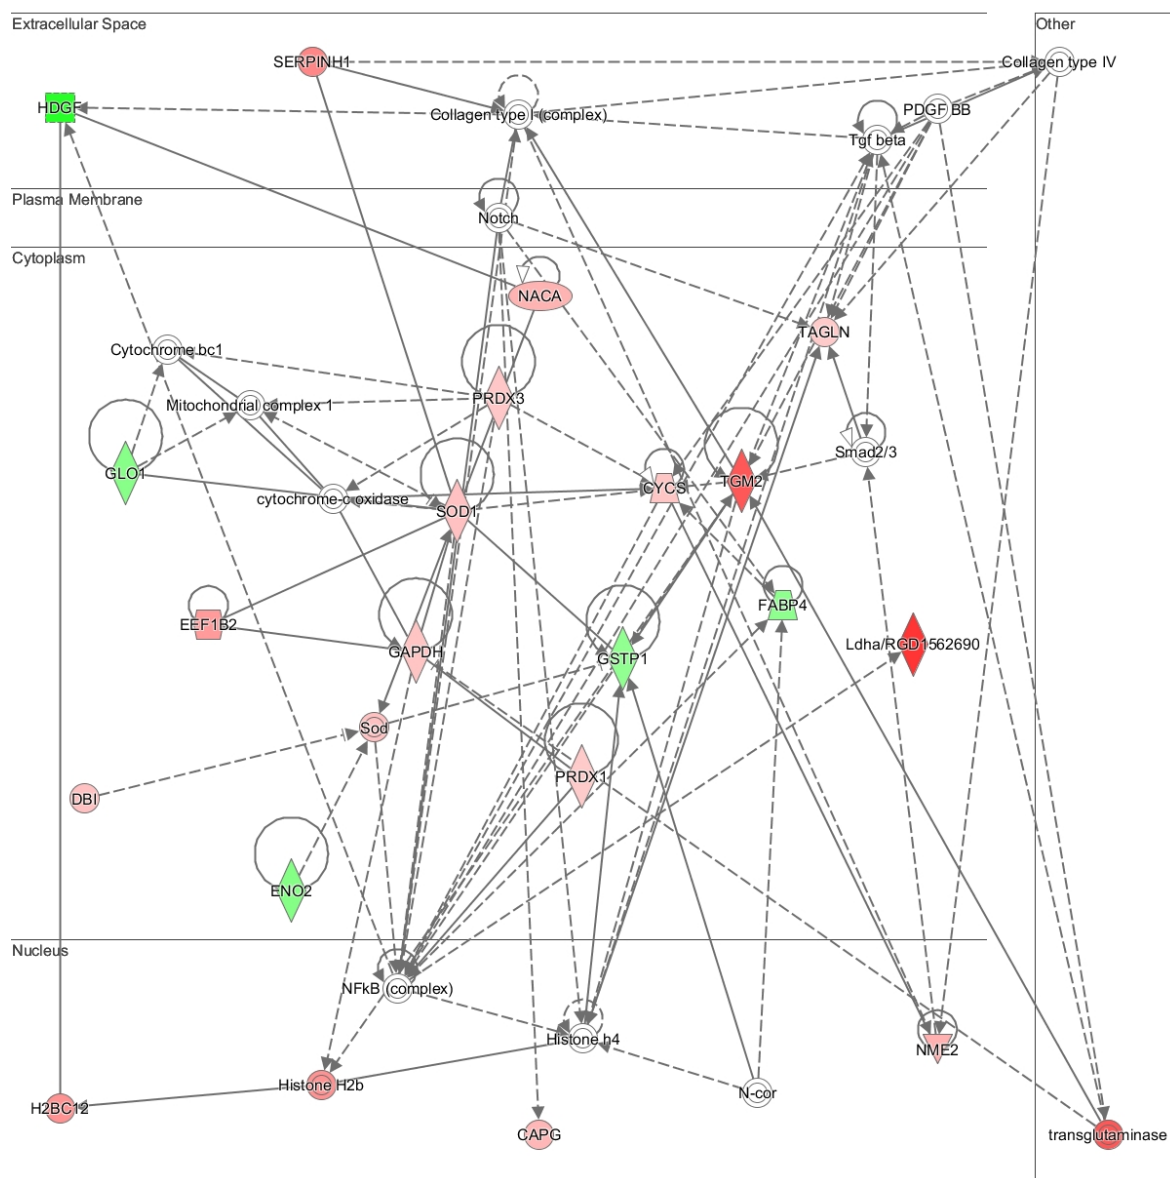 Extracellular Space
Other
SERPINH1
Collagen type IV
HDGF
Collagen type I (complex)
PDGF BB
Tgf beta
Plasma Membrane
Notch
Cytoplasm
NACA
TAGLN
Cytochrome bc1
PRDX3
Mitochondrial complex 1
Smad2/3
GLO1
cytochrome-c oxidase
SOD1
CYCS
TGM2
FABP4
EEF1B2
GAPDH
GSTP1
Ldha/RGD1562690
Sod
PRDX1
DBI
ENO2
Nucleus
NFkB (complex)
Histone h4
NME2
Histone H2b
N-cor
H2BC12
CAPG
transglutaminase